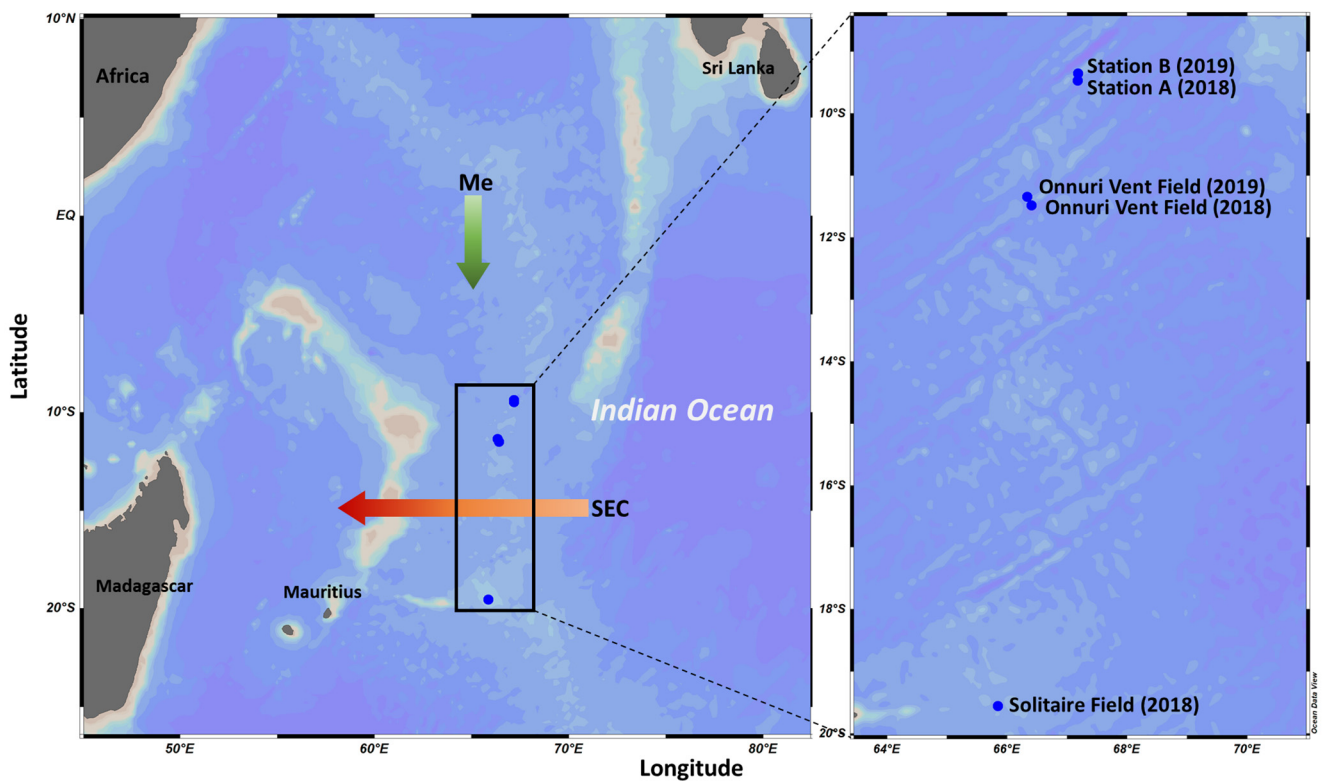 10°N
EQ
10°S
20°S
50°E
60°E
70°E
80°E
Latitude
Longitude
Africa
Sri Lanka
Me
Indian Ocean
SEC
Madagascar
Mauritius
Station B (2019)
Station A (2018)
Onnuri Vent Field (2019)
Onnuri Vent Field (2018)
Solitaire Field (2018)
10°S
12°S
14°S
16°S
18°S
20°S
64°E
66°E
68°E
70°E
Ocean Data View